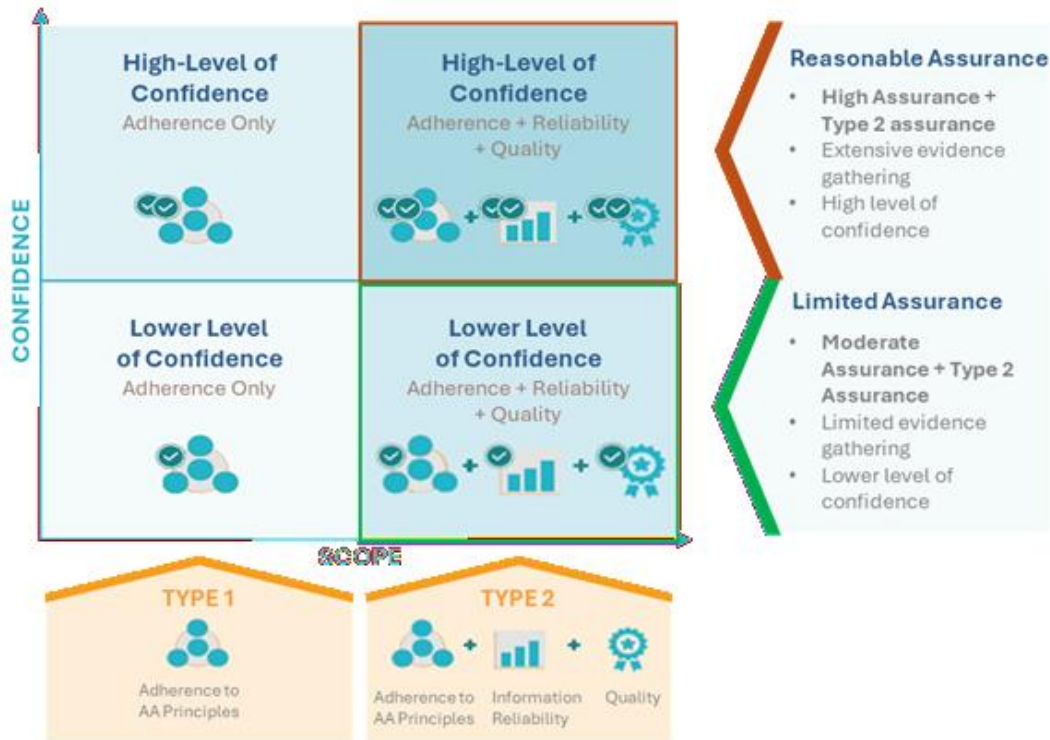 CONFIDENCE
High-Level of
Confidence
Adherence Only
High-Level of
Confidence
Adherence + Reliability
+ Quality
+
+
Lower Level
of Confidence
Adherence Only
Lower Level
of Confidence
Adherence + Reliability
+ Quality
+
+
SCOPE
TYPE 1
Adherence to
AA Principles
TYPE 2
+
+
Adherence to
AA Principles
Information
Reliability
Quality
Reasonable Assurance
• High Assurance +
Type 2 assurance
• Extensive evidence
gathering
• High level of
confidence
Limited Assurance
• Moderate
Assurance + Type 2
Assurance
• Limited evidence
gathering
• Lower level of
confidence